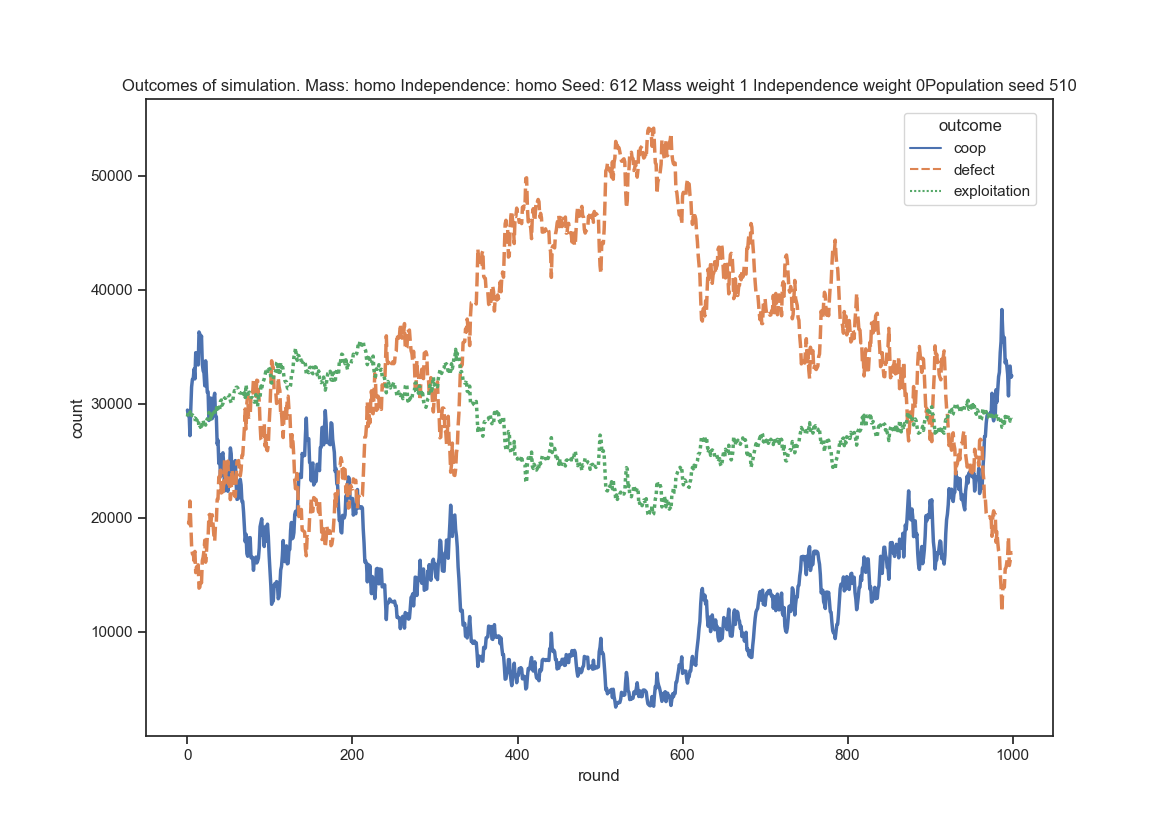 Outcomes of simulation. Mass: homo Independence: homo Seed: 612 Mass weight 1 Independence weight 0Population seed 510
outcome
coop
defect
exploitation
50000
40000
30000
20000
10000
count
0 200 400 600 800 1000
round